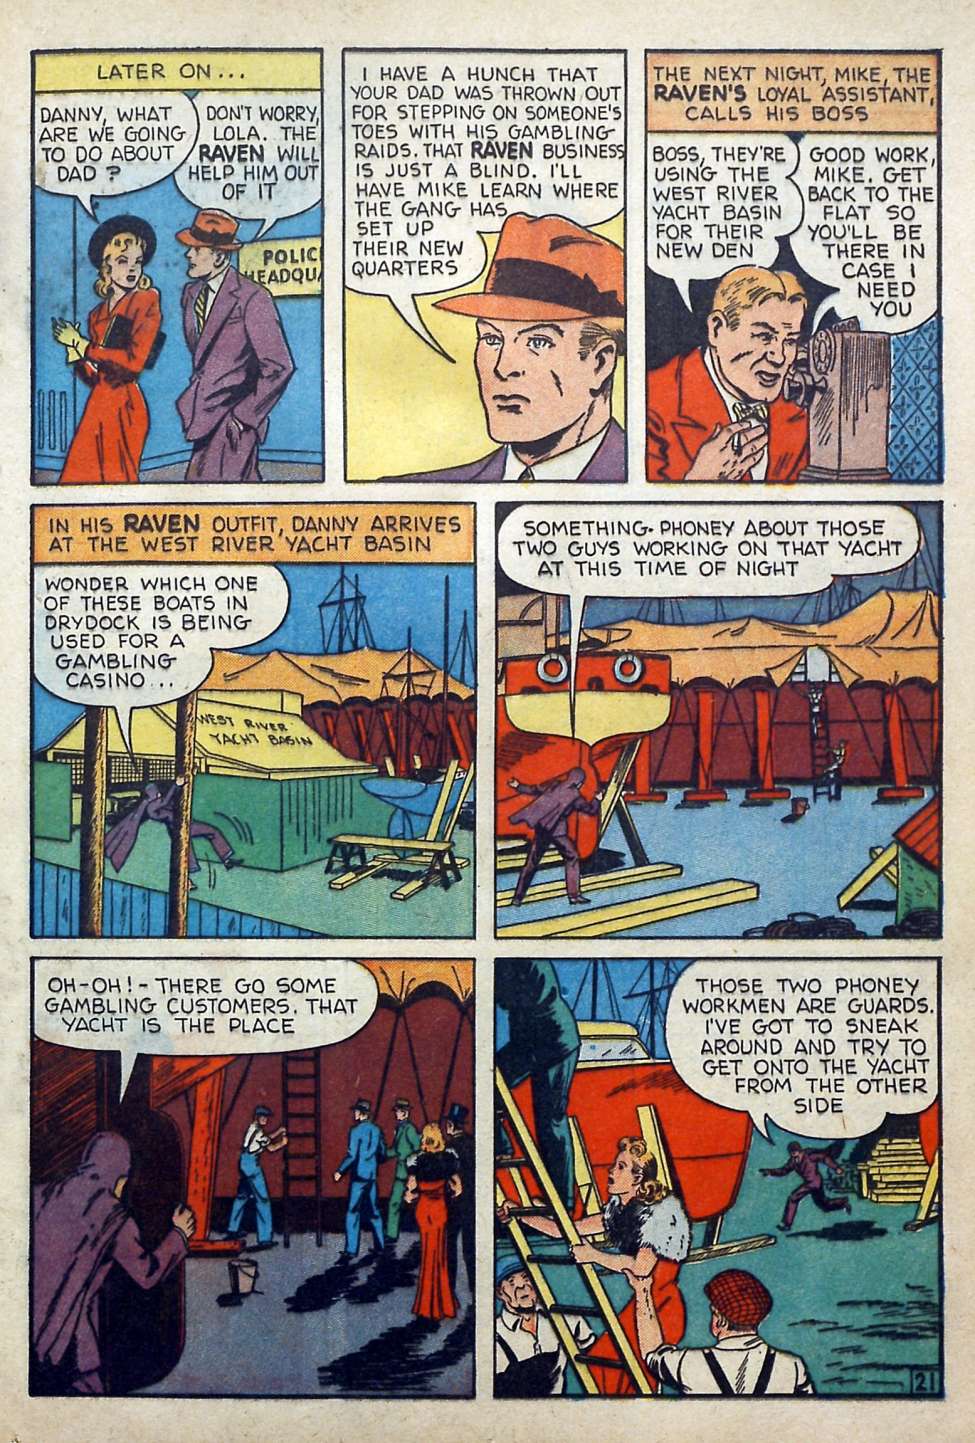 LATER ON...
DANNY, WHAT
ARE WE GOING
TO DO ABOUT
DAD?
DON'T WORRY,
LOLA. THE
RAVEN WILL
HELP HIM OUT
OF IT
POLIC
HEADQUA
I HAVE A HUNCH THAT
YOUR DAD WAS THROWN OUT
FOR STEPPING ON SOMEONE'S
TOES WITH HIS GAMBLING
RAIDS. THAT RAVEN BUSINESS
IS JUST A BLIND. I'LL
HAVE MIKE LEARN WHERE
THE GANG HAS
SET UP
THEIR NEW
QUARTERS
THE NEXT NIGHT, MIKE, THE
RAVEN'S LOYAL ASSISTANT,
CALLS HIS BOSS
BOSS, THEY'RE
USING THE
WEST RIVER
YACHT BASIN
FOR THEIR
NEW DEN
GOOD WORK,
MIKE. GET
BACK TO THE
FLAT SO
YOU'LL BE
THERE IN
CASE I
NEED
YOU
IN HIS RAVEN OUTFIT, DANNY ARRIVES
AT THE WEST RIVER YACHT BASIN
WONDER WHICH ONE
OF THESE BOATS IN
DRYDOCK IS BEING
USED FOR A
GAMBLING
CASINO...
WEST RIVER
YACHT BASIN
SOMETHING PHONEY ABOUT THOSE
TWO GUYS WORKING ON THAT YACHT
AT THIS TIME OF NIGHT
OH-OH!-THERE GO SOME
GAMBLING CUSTOMERS. THAT
YACHT IS THE PLACE
THOSE TWO PHONEY
WORKMEN ARE GUARDS.
I'VE GOT TO SNEAK
AROUND AND TRY TO
GET ONTO THE YACHT
FROM THE OTHER
SIDE
21